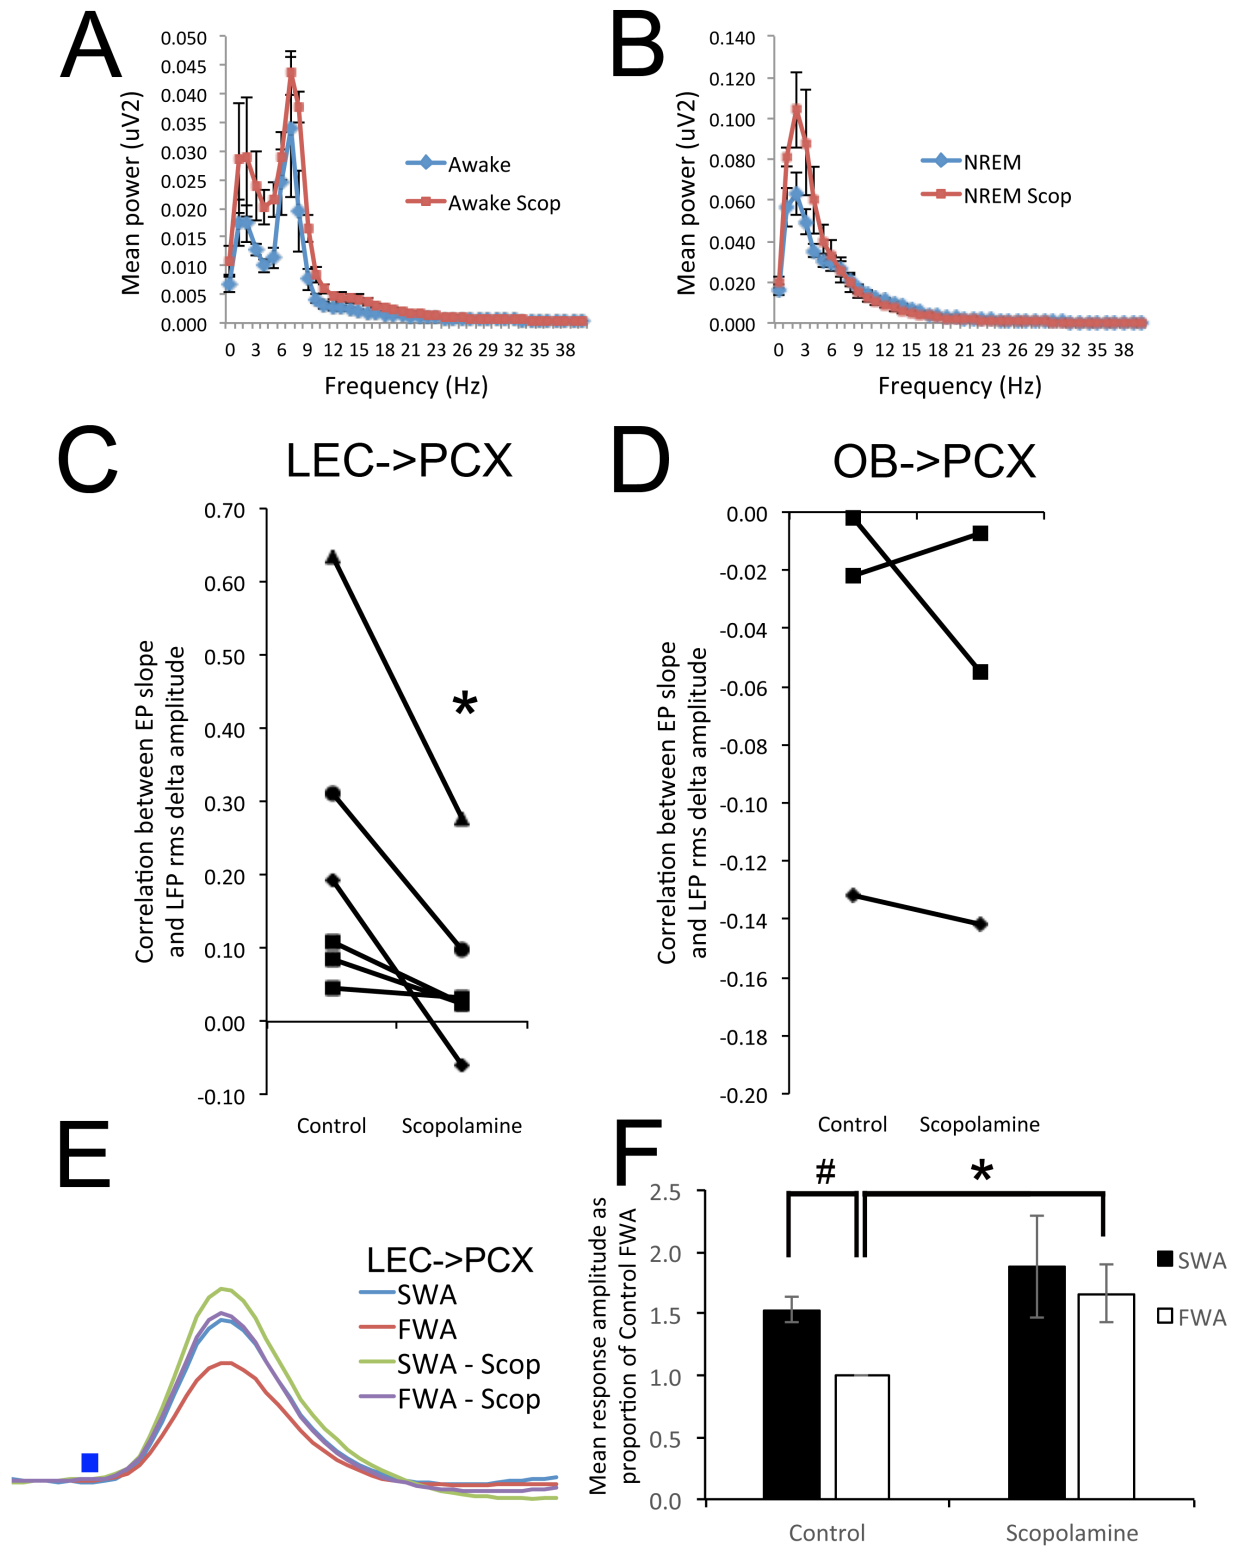 A
0.050
0.045
0.040
0.035
0.030
0.025
0.020
0.015
0.010
0.005
0.000
Mean power (uV2)
Awake
Awake Scop
0 3 6 9 12 15 18 21 23 26 29 32 35 38
Frequency (Hz)
B
0.140
0.120
0.100
0.080
0.060
0.040
0.020
0.000
Mean power (uV2)
NREM
NREM Scop
0 3 6 9 12 15 18 21 23 26 29 32 35 38
Frequency (Hz)
C
LEC->PCX
0.70
0.60
0.50
0.40
0.30
0.20
0.10
0.00
-0.10
Correlation between EP slope
and LFP rms delta amplitude
*
Control Scopolamine
D
OB->PCX
0.00
-0.02
-0.04
-0.06
-0.08
-0.10
-0.12
-0.14
-0.16
-0.18
-0.20
Correlation between EP slope
and LFP rms delta amplitude
Control Scopolamine
E
LEC->PCX
SWA
FWA
SWA - Scop
FWA - Scop
F
# *
2.5
2.0
1.5
1.0
0.5
0.0
Mean response amplitude as
proportion of Control FWA
SWA
FWA
Control Scopolamine